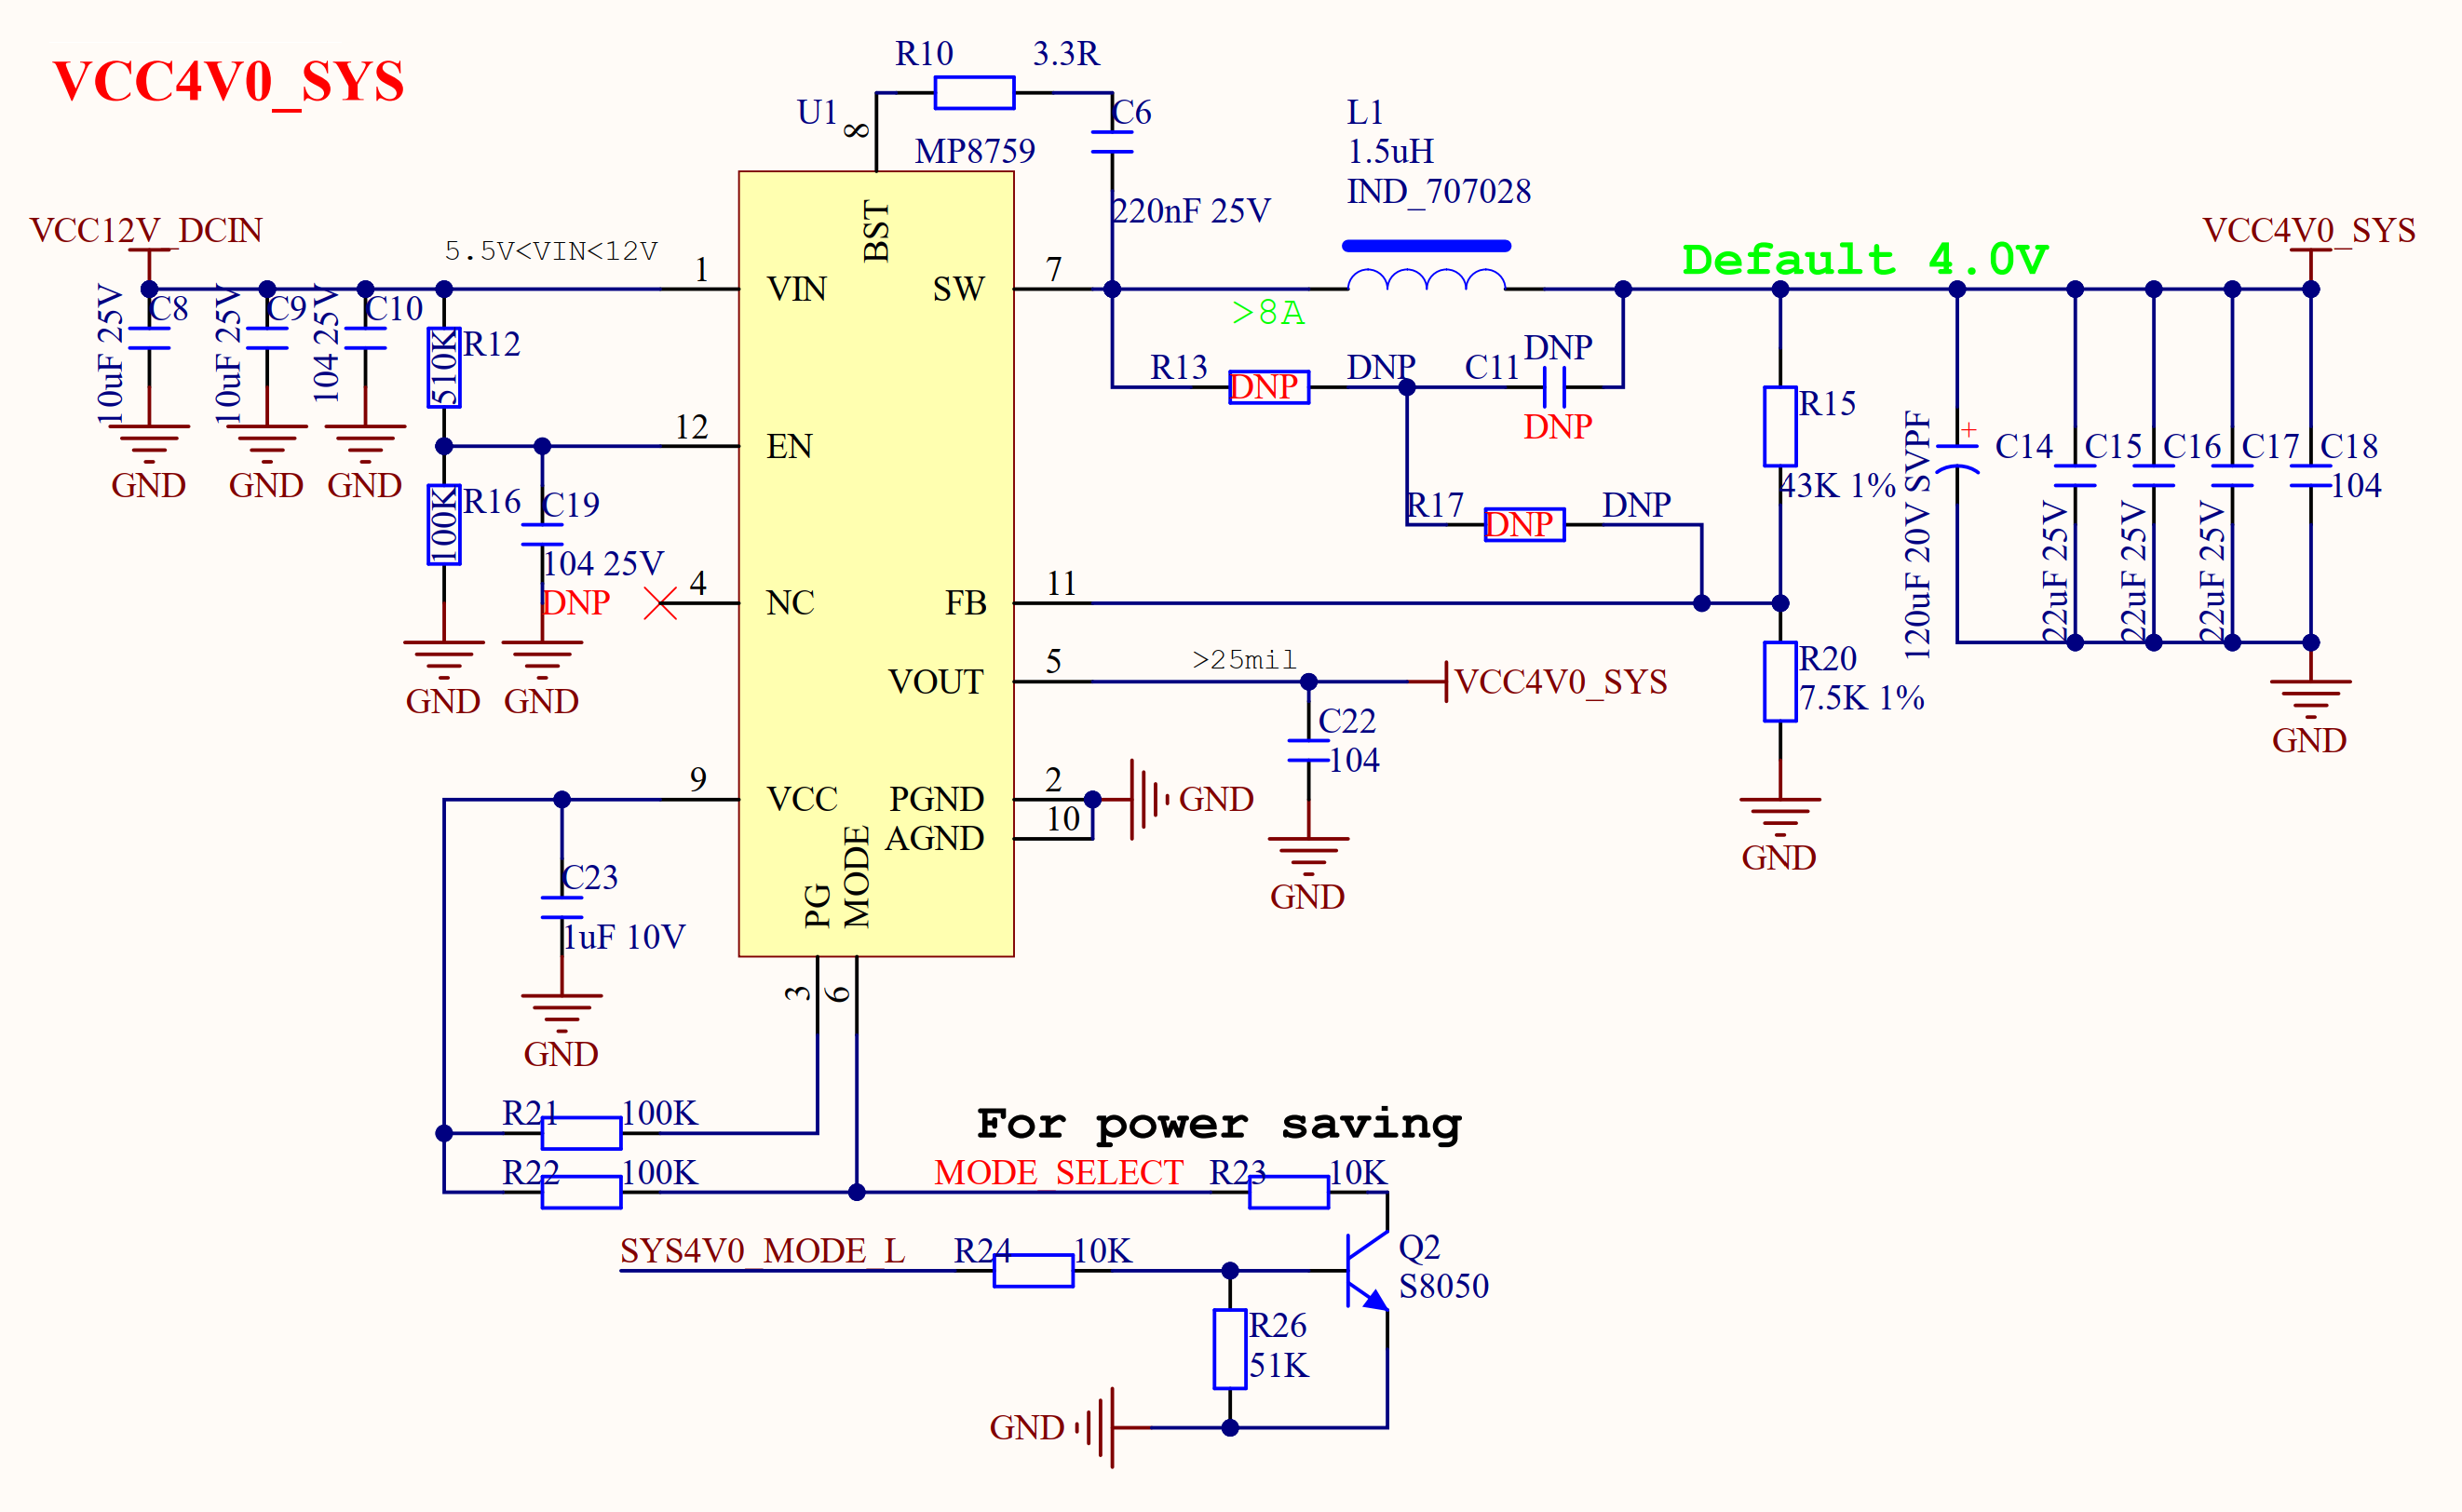 VCC4V0_SYS
R10 3.3R
U1
8
C6
MP8759
220nF 25V
L1
1.5uH
IND_707028
VCC12V_DCIN
5.5V<VIN<12V
1
VIN
BST
SW
7
Default 4.0V
VCC4V0_SYS
>8A
10uF 25V
C8
10uF 25V
C9
104 25V
C10
510K
R12
GND
GND
GND
R13
DNP
DNP
C11
DNP
DNP
R15
43K 1%
12
EN
100K
R16
C19
104 25V
DNP
4
NC
FB
11
R17
DNP
DNP
120uF 20V SVPF
C14
C15
C16
C17
C18
104
22uF 25V
22uF 25V
22uF 25V
GND
GND
VOUT
5
>25mil
VCC4V0_SYS
R20
7.5K 1%
GND
C22
104
GND
GND
9
VCC
PGND
2
AGND
10
GND
C23
1uF 10V
GND
PG
MODE
3
6
R21
100K
R22
100K
For power saving
MODE_SELECT
R23
10K
SYS4V0_MODE_L
R24
10K
Q2
S8050
R26
51K
GND